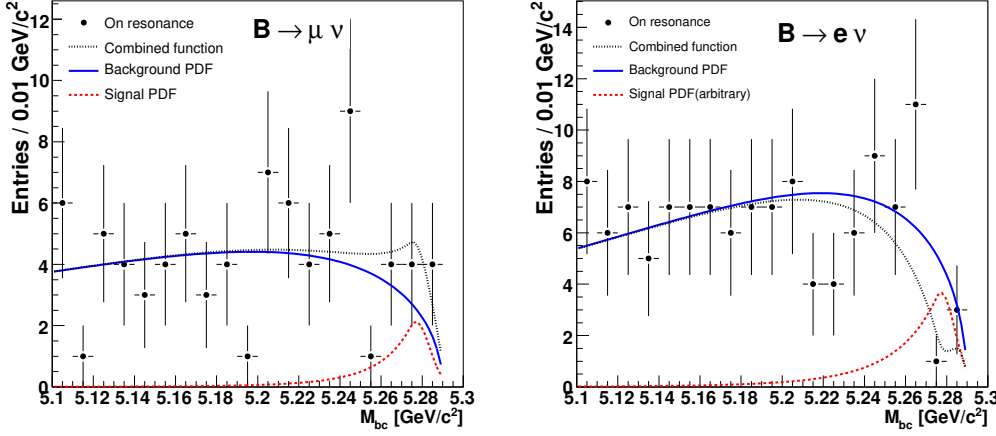 Entries / 0.01 GeV/c²
12
10
8
6
4
2
0
On resonance
Combined function
Background PDF
Signal PDF
B → μ ν
5.1 5.12 5.14 5.16 5.18 5.2 5.22 5.24 5.26 5.28 5.3
M_bc [GeV/c²]
Entries / 0.01 GeV/c²
14
12
10
8
6
4
2
0
On resonance
Combined function
Background PDF
Signal PDF(arbitrary)
B → e ν
5.1 5.12 5.14 5.16 5.18 5.2 5.22 5.24 5.26 5.28 5.3
M_bc [GeV/c²]